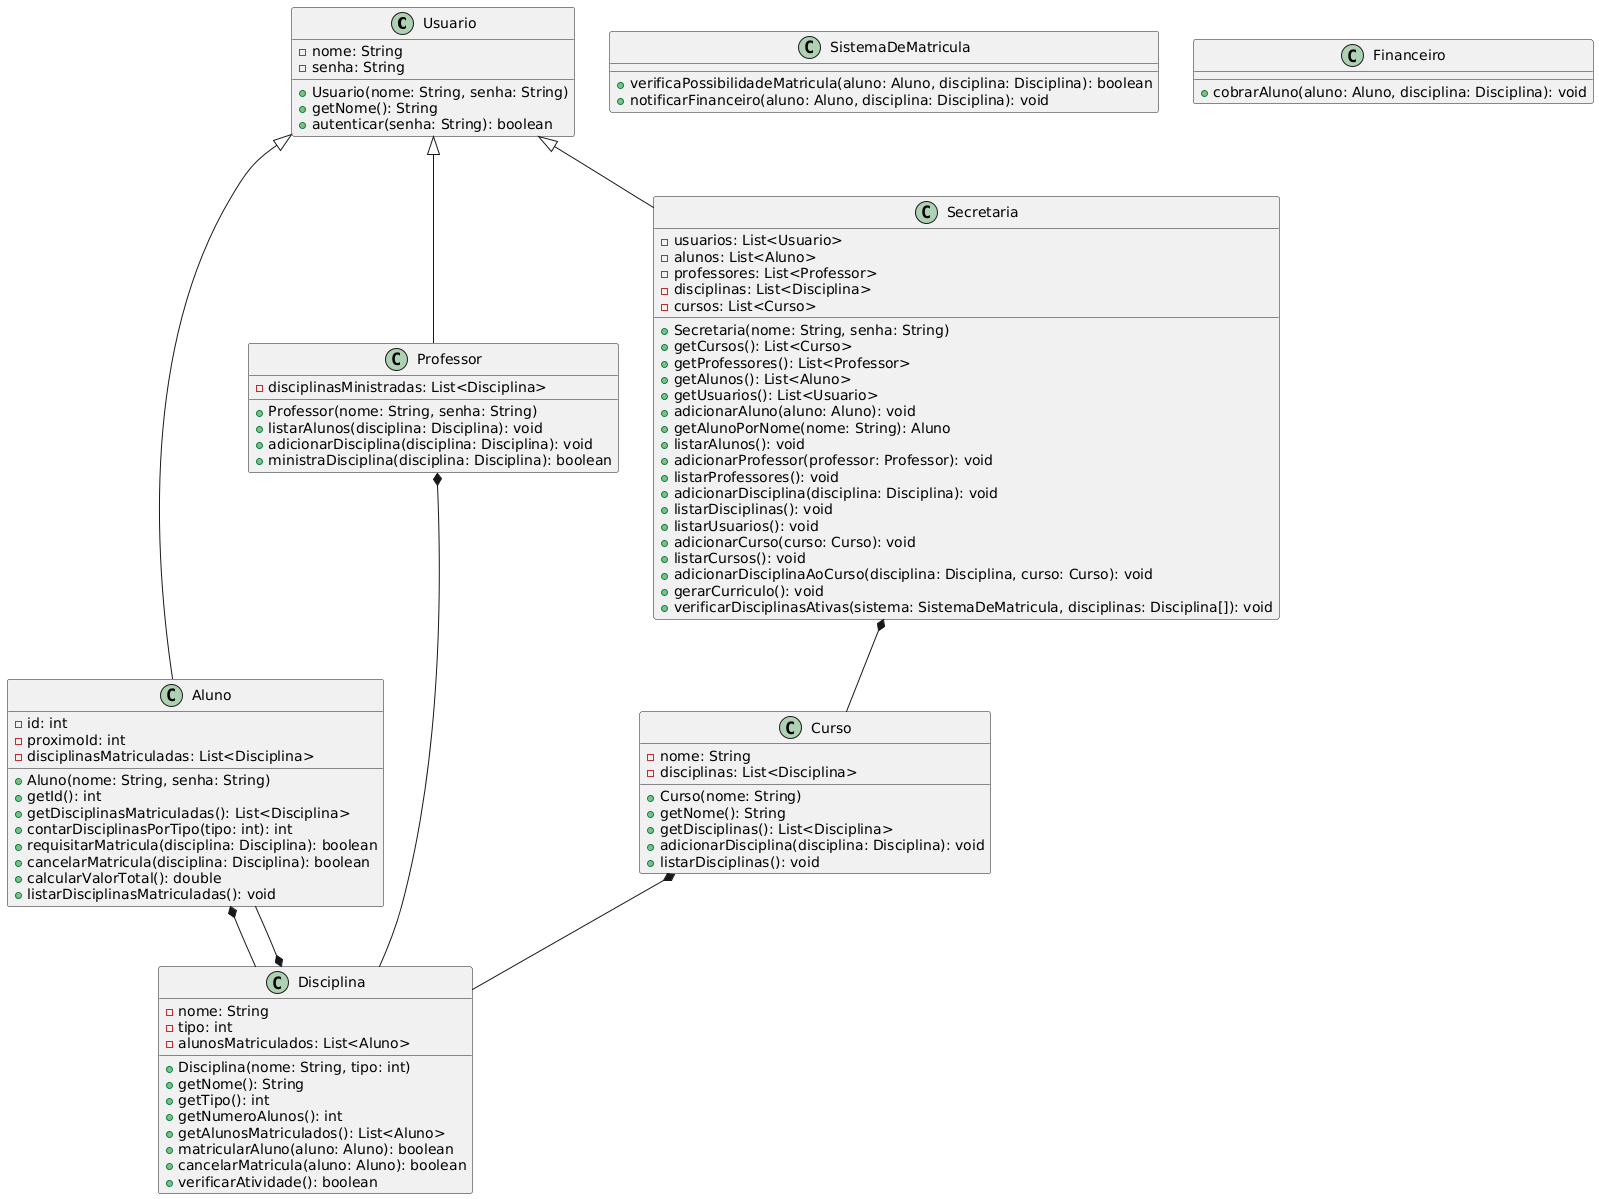 C Usuario
nome: String
senha: String
Usuario(nome: String, senha: String)
getNome(): String
autenticar(senha: String): boolean
C SistemaDeMatricula
verificaPossibilidadeMatricula(aluno: Aluno, disciplina: Disciplina): boolean
notificarFinanceiro(aluno: Aluno, disciplina: Disciplina): void
C Financeiro
cobrarAluno(aluno: Aluno, disciplina: Disciplina): void
C Secretaria
usuarios: List<Usuario>
alunos: List<Aluno>
professores: List<Professor>
disciplinas: List<Disciplina>
cursos: List<Curso>
Secretaria(nome: String, senha: String)
getCursos(): List<Curso>
getProfessores(): List<Professor>
getAlunos(): List<Aluno>
getUsuarios(): List<Usuario>
adicionarAluno(aluno: Aluno): void
getAlunoPorNome(nome: String): Aluno
listarAlunos(): void
adicionarProfessor(professor: Professor): void
listarProfessores(): void
adicionarDisciplina(disciplina: Disciplina): void
listarDisciplinas(): void
listarUsuarios(): void
adicionarCurso(curso: Curso): void
listarCursos(): void
adicionarDisciplinaAoCurso(disciplina: Disciplina, curso: Curso): void
gerarCurriculo(): void
verificarDisciplinasAtivas(sistema: SistemaDeMatricula, disciplinas: Disciplina[]): void
C Professor
disciplinasMinistradas: List<Disciplina>
Professor(nome: String, senha: String)
listarAlunos(disciplina: Disciplina): void
adicionarDisciplina(disciplina: Disciplina): void
ministraDisciplina(disciplina: Disciplina): boolean
C Aluno
id: int
proximoId: int
disciplinasMatriculadas: List<Disciplina>
Aluno(nome: String, senha: String)
getId(): int
getDisciplinasMatriculadas(): List<Disciplina>
contarDisciplinasPorTipo(tipo: int): int
requisitarMatricula(disciplina: Disciplina): boolean
cancelarMatricula(disciplina: Disciplina): boolean
calcularValorTotal(): double
listarDisciplinasMatriculadas(): void
C Curso
nome: String
disciplinas: List<Disciplina>
Curso(nome: String)
getNome(): String
getDisciplinas(): List<Disciplina>
adicionarDisciplina(disciplina: Disciplina): void
listarDisciplinas(): void
C Disciplina
nome: String
tipo: int
alunosMatriculados: List<Aluno>
Disciplina(nome: String, tipo: int)
getNome(): String
getTipo(): int
getNumeroAlunos(): int
getAlunosMatriculados(): List<Aluno>
matricularAluno(aluno: Aluno): boolean
cancelarMatricula(aluno: Aluno): boolean
verificarAtividade(): boolean